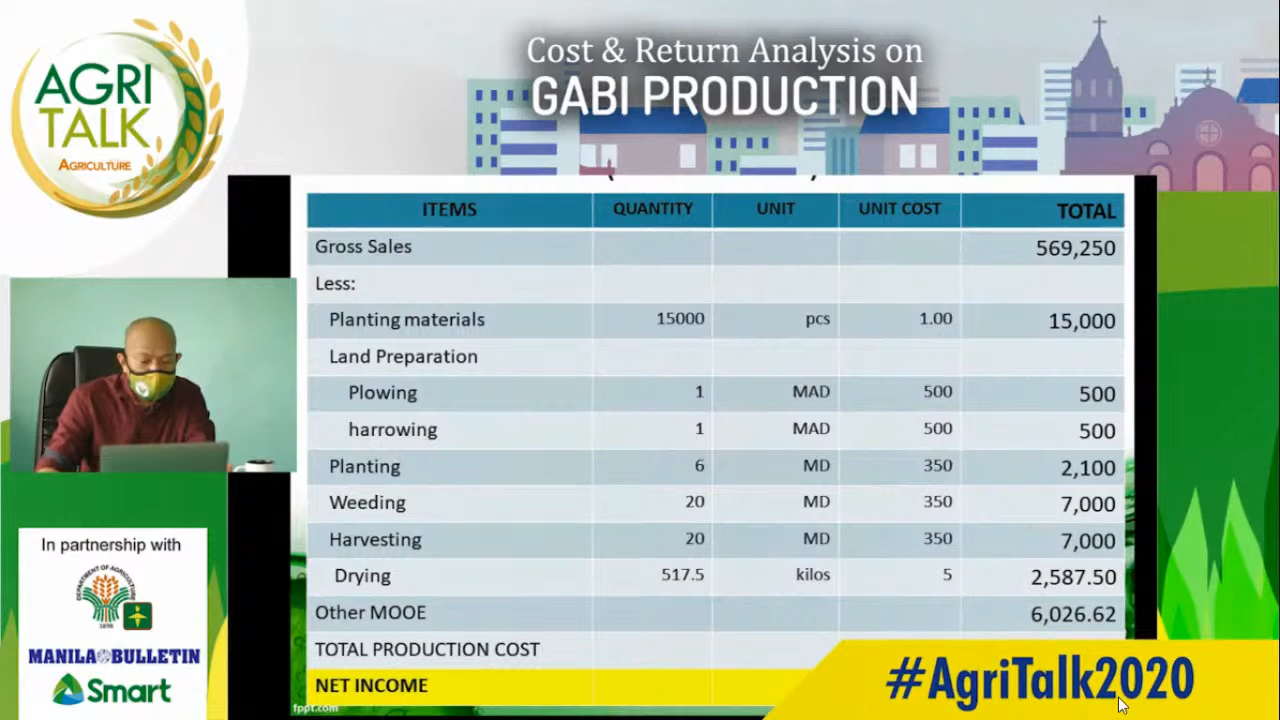 AGRI
TALK
AGRICULTURE
Cost & Return Analysis on
GABI PRODUCTION
ITEMS QUANTITY UNIT UNIT COST TOTAL
Gross Sales 569,250
Less:
Planting materials 15000 pcs 1.00 15,000
Land Preparation
Plowing 1 MAD 500 500
harrowing 1 MAD 500 500
Planting 6 MD 350 2,100
Weeding 20 MD 350 7,000
Harvesting 20 MD 350 7,000
Drying 517.5 kilos 5 2,587.50
Other MOOE 6,026.62
TOTAL PRODUCTION COST
NET INCOME
fppt.com
In partnership with
DEPARTMENT OF AGRICULTURE
1898
MANILA BULLETIN
Smart
#AgriTalk2020